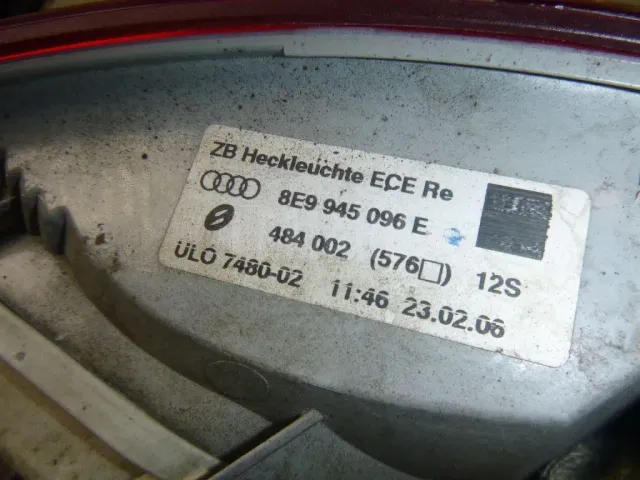 ZB Heckleuchte ECE Re
8E9 945 096 E
484 002 (576□) 12S
ULO 7480-02 11:46 23.02.06